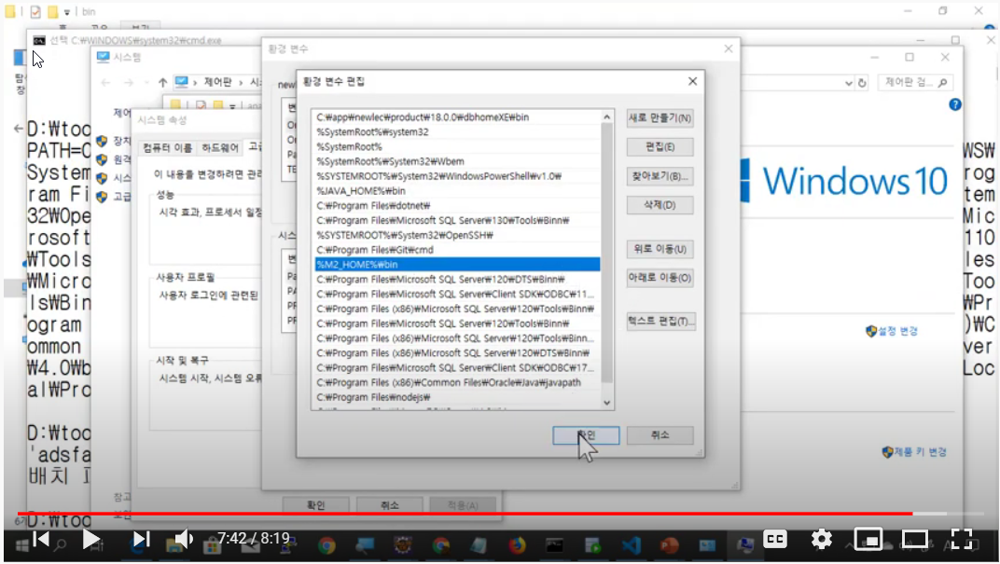 bin
선택 C:₩WINDOWS₩system32₩cmd.exe
시스템
제어판
제어판 검...
환경 변수
환경 변수 편집
C:₩app₩newlec₩product₩18.0.0₩dbhomeXE₩bin
%SystemRoot%₩system32
%SystemRoot%
%SystemRoot%₩System32₩Wbem
%SYSTEMROOT%₩System32₩WindowsPowerShell₩v1.0₩
%JAVA_HOME%₩bin
C:₩Program Files₩dotnet₩
C:₩Program Files₩Microsoft SQL Server₩130₩Tools₩Binn₩
%SYSTEMROOT%₩System32₩OpenSSH₩
C:₩Program Files₩Git₩cmd
%M2_HOME%₩bin
C:₩Program Files₩Microsoft SQL Server₩120₩DTS₩Binn₩
C:₩Program Files₩Microsoft SQL Server₩Client SDK₩ODBC₩11...
C:₩Program Files (x86)₩Microsoft SQL Server₩120₩Tools₩Binn₩
C:₩Program Files₩Microsoft SQL Server₩120₩Tools₩Binn₩
C:₩Program Files (x86)₩Microsoft SQL Server₩120₩Tools₩Binn...
C:₩Program Files (x86)₩Microsoft SQL Server₩120₩DTS₩Binn₩
C:₩Program Files₩Microsoft SQL Server₩Client SDK₩ODBC₩17...
C:₩Program Files (x86)₩Common Files₩Oracle₩Java₩javapath
C:₩Program Files₩nodejs₩
새로 만들기(N)
편집(E)
찾아보기(B)...
삭제(D)
위로 이동(U)
아래로 이동(O)
텍스트 편집(T)...
확인
취소
시스템 속성
컴퓨터 이름
하드웨어
이 내용을 변경하려면 관리
성능
시각 효과, 프로세서 일정
사용자 프로필
사용자 로그인에 관련된
시작 및 복구
시스템 시작, 시스템 오류
확인
취소
적용(A)
D:₩too
PATH=C
System
ram Fi
32₩Ope
rosoft
₩Tools
₩Micro
ls₩Bin
ogram
ommon
₩4.0₩b
al₩Pro
D:₩too
'adsfa
배치 파
D:₩too
WS₩
rog
tem
Mic
110
les
Too
₩Pr
)₩C
ver
Loc
Windows 10
설정 변경
제품 키 변경
7:42 / 8:19
CC